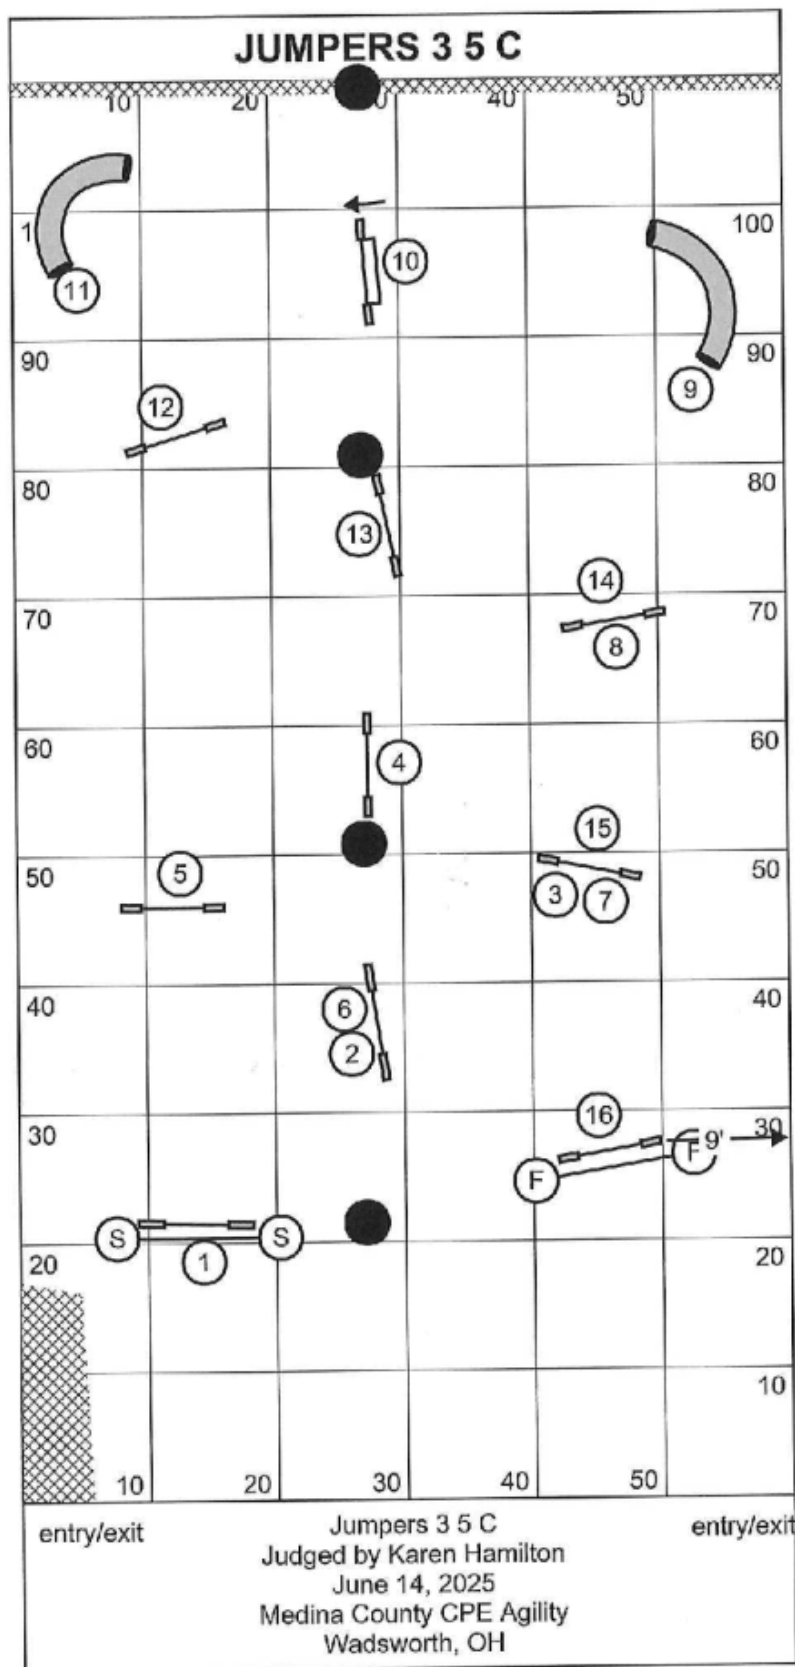 JUMPERS 3 5 C
10 20 0 40 50
1 100
10
11
90 90
9
12
80 80
13
14
70 70
8
60 60
4
15
50 50
5
3 7
40 40
6
2
16
30 30
9'
F F
S S
1
20 20
10
10 20 30 40 50
entry/exit Jumpers 3 5 C entry/exit
Judged by Karen Hamilton
June 14, 2025
Medina County CPE Agility
Wadsworth, OH